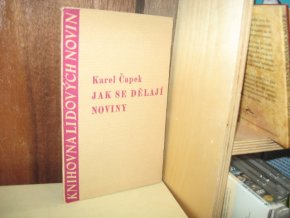 KNIHOVNA LIDOVÝCH NOVIN
Karel Čapek
JAK SE DĚLAJÍ
NOVINY